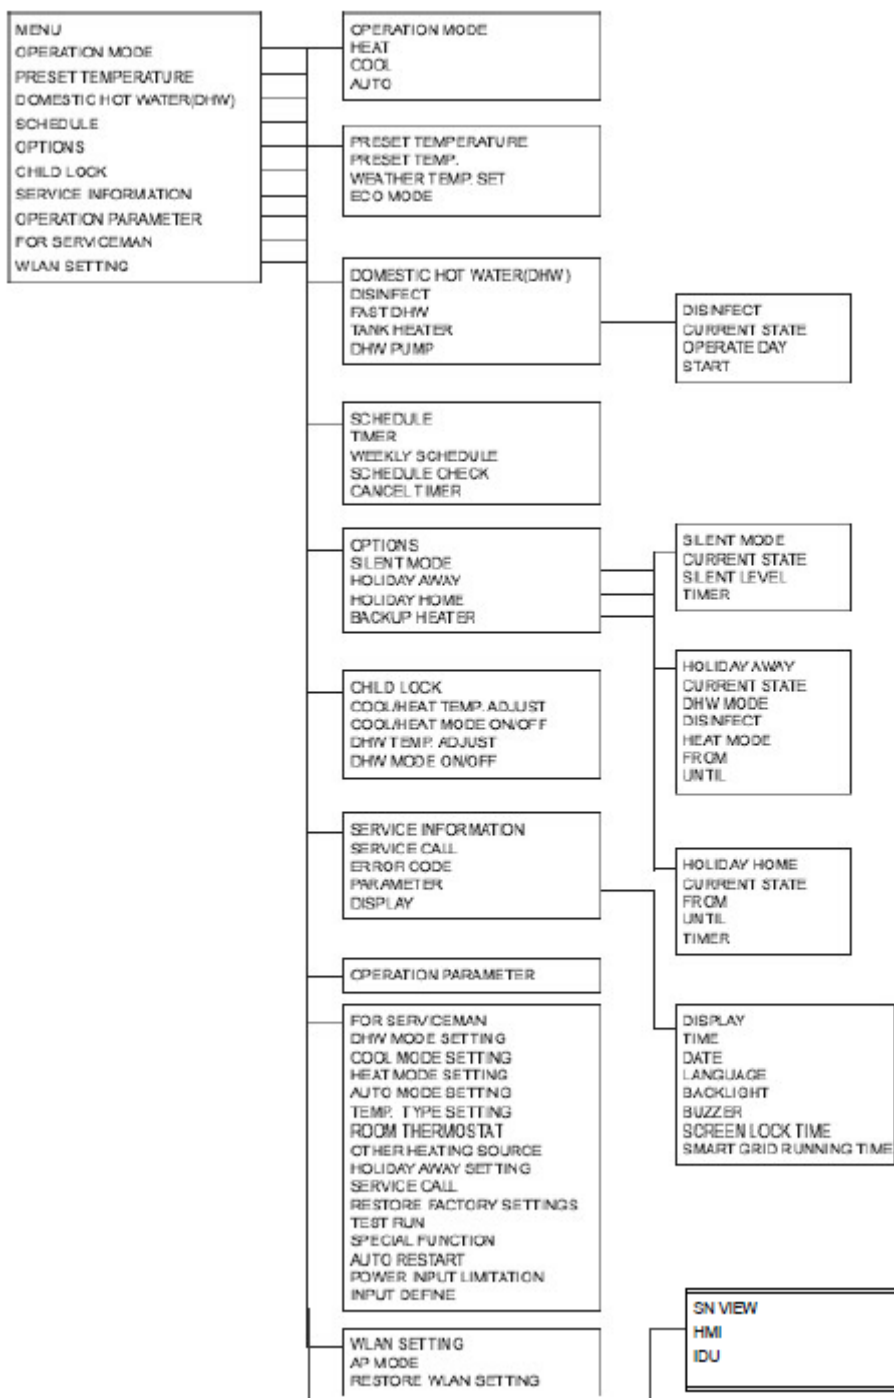 MENU
OPERATION MODE
PRESET TEMPERATURE
DOMESTIC HOT WATER(DHW)
SCHEDULE
OPTIONS
CHILD LOCK
SERVICE INFORMATION
OPERATION PARAMETER
FOR SERVICEMAN
WLAN SETTING
OPERATION MODE
HEAT
COOL
AUTO
PRESET TEMPERATURE
PRESET TEMP.
WEATHER TEMP. SET
ECO MODE
DOMESTIC HOT WATER(DHW)
DISINFECT
FAST DHW
TANK HEATER
DHW PUMP
DISINFECT
CURRENT STATE
OPERATE DAY
START
SCHEDULE
TIMER
WEEKLY SCHEDULE
SCHEDULE CHECK
CANCEL TIMER
OPTIONS
SILENT MODE
HOLIDAY AWAY
HOLIDAY HOME
BACKUP HEATER
SILENT MODE
CURRENT STATE
SILENT LEVEL
TIMER
HOLIDAY AWAY
CURRENT STATE
DHW MODE
DISINFECT
HEAT MODE
FROM
UNTIL
CHILD LOCK
COOL/HEAT TEMP. ADJUST
COOL/HEAT MODE ON/OFF
DHW TEMP. ADJUST
DHW MODE ON/OFF
SERVICE INFORMATION
SERVICE CALL
ERROR CODE
PARAMETER
DISPLAY
HOLIDAY HOME
CURRENT STATE
FROM
UNTIL
TIMER
OPERATION PARAMETER
FOR SERVICEMAN
DHW MODE SETTING
COOL MODE SETTING
HEAT MODE SETTING
AUTO MODE SETTING
TEMP. TYPE SETTING
ROOM THERMOSTAT
OTHER HEATING SOURCE
HOLIDAY AWAY SETTING
SERVICE CALL
RESTORE FACTORY SETTINGS
TEST RUN
SPECIAL FUNCTION
AUTO RESTART
POWER INPUT LIMITATION
INPUT DEFINE
DISPLAY
TIME
DATE
LANGUAGE
BACKLIGHT
BUZZER
SCREEN LOCK TIME
SMART GRID RUNNING TIME
WLAN SETTING
AP MODE
RESTORE WLAN SETTING
SN VIEW
HMI
IDU